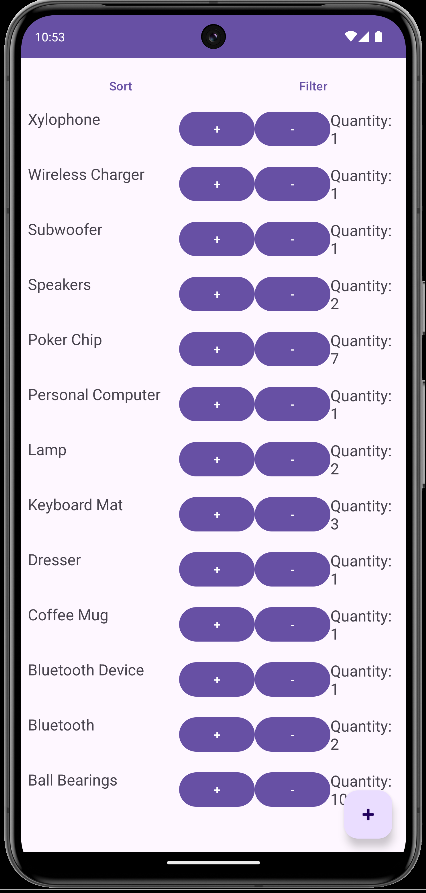 10:53
Sort Filter
Xylophone + - Quantity:
1
Wireless Charger + - Quantity:
1
Subwoofer + - Quantity:
1
Speakers + - Quantity:
2
Poker Chip + - Quantity:
7
Personal Computer + - Quantity:
1
Lamp + - Quantity:
2
Keyboard Mat + - Quantity:
3
Dresser + - Quantity:
1
Coffee Mug + - Quantity:
1
Bluetooth Device + - Quantity:
1
Bluetooth + - Quantity:
2
Ball Bearings + - Quantity:
+